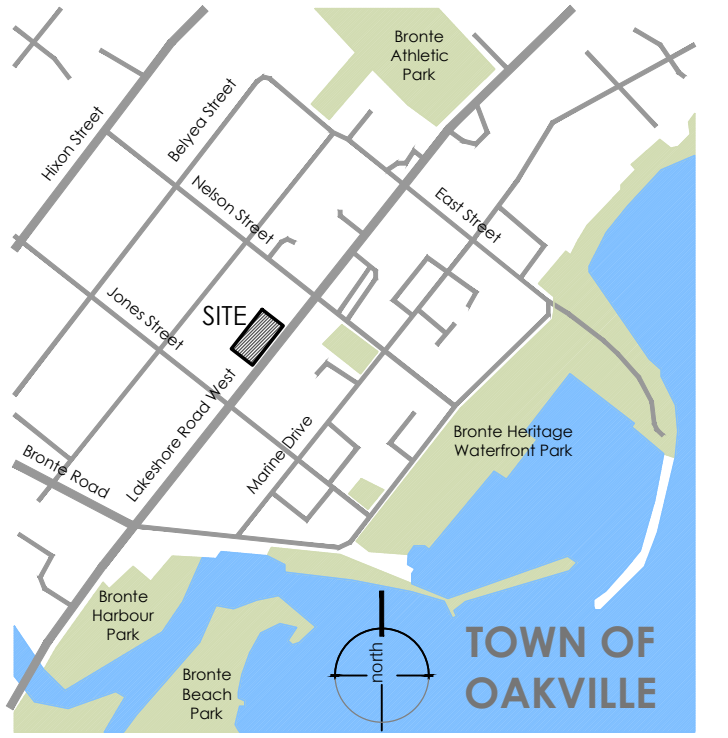 Bronte
Athletic
Park
Hixon Street
Belyea Street
Nelson Street
East Street
SITE
Jones Street
Lakeshore Road West
Marine Drive
Bronte Road
Bronte Heritage
Waterfront Park
Bronte
Harbour
Park
Bronte
Beach
Park
north
TOWN OF
OAKVILLE